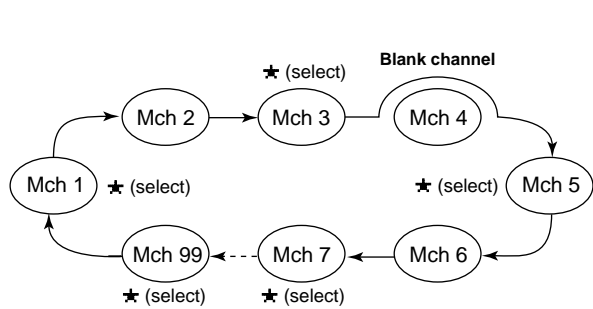 Blank channel
★ (select)
Mch 2
Mch 3
Mch 4
Mch 1
★ (select)
★ (select)
Mch 5
Mch 99
Mch 7
Mch 6
★ (select)
★ (select)